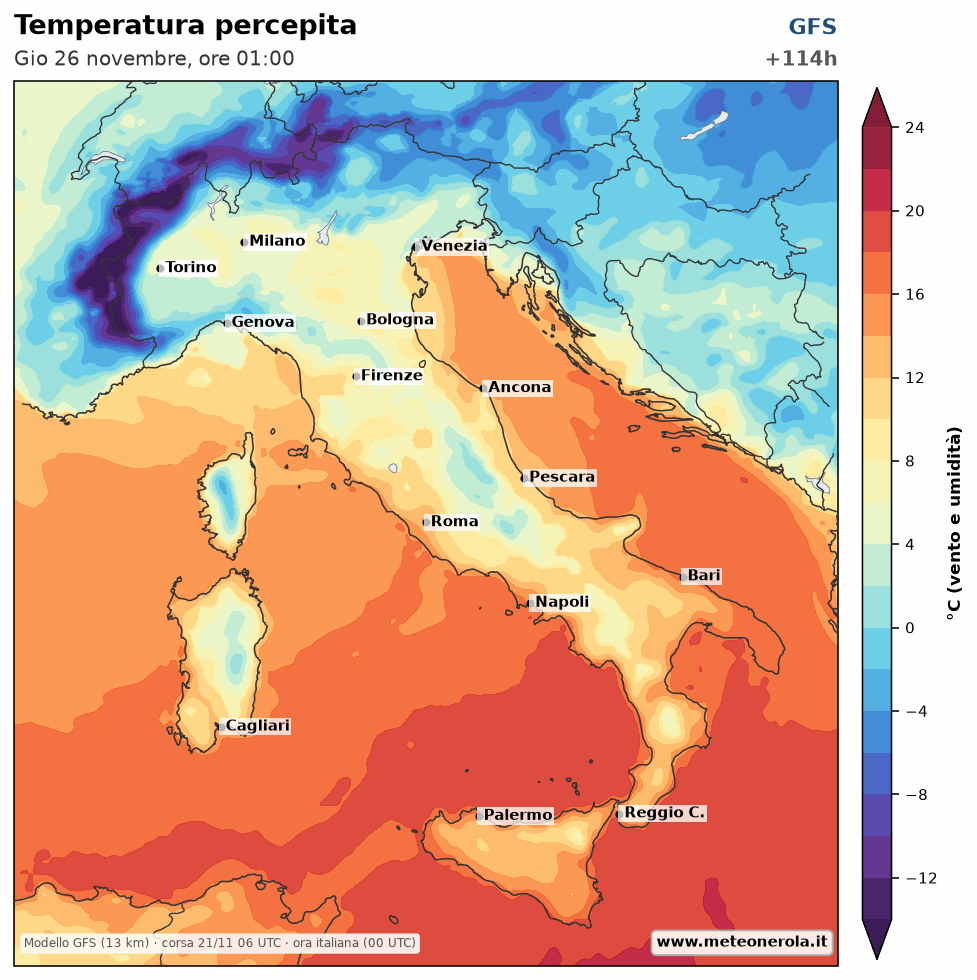 Temperatura percepita
GFS
Gio 26 novembre, ore 01:00
+114h
Milano
Venezia
Torino
Genova
Bologna
Firenze
Ancona
Pescara
Roma
Bari
Napoli
Cagliari
Palermo
Reggio C.
24
20
16
12
8
4
0
−4
−8
−12
°C (vento e umidità)
Modello GFS (13 km) · corsa 21/11 06 UTC · ora italiana (00 UTC)
www.meteonerola.it